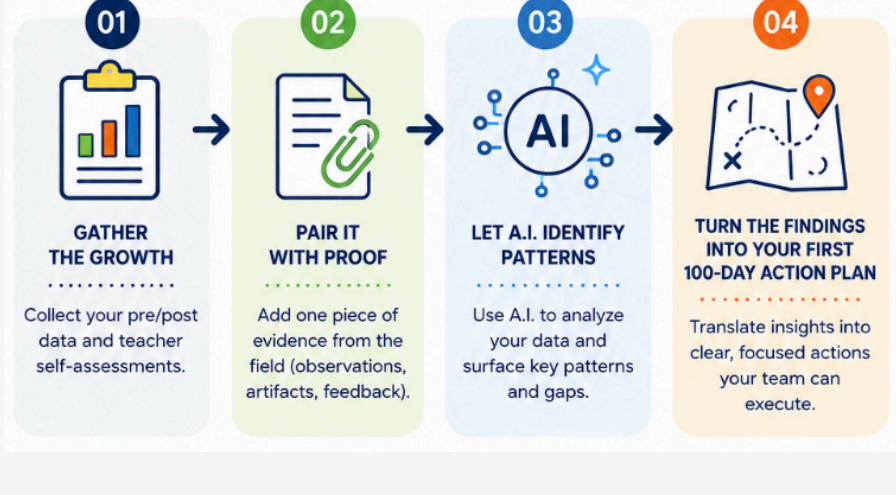 01
GATHER
THE GROWTH
Collect your pre/post
data and teacher
self-assessments.
02
PAIR IT
WITH PROOF
Add one piece of
evidence from the
field (observations,
artifacts, feedback).
03
AI
LET A.I. IDENTIFY
PATTERNS
Use A.I. to analyze
your data and
surface key patterns
and gaps.
04
TURN THE FINDINGS
INTO YOUR FIRST
100-DAY ACTION PLAN
Translate insights into
clear, focused actions
your team can
execute.